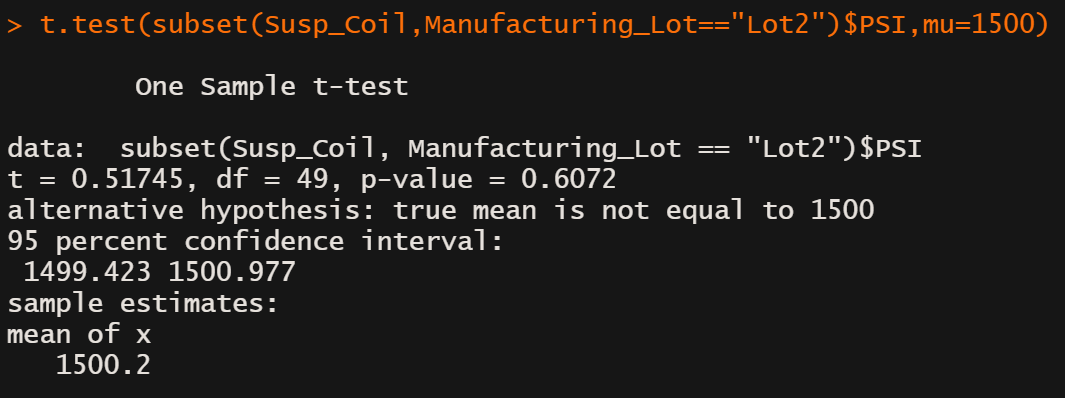 > t.test(subset(Susp_Coil,Manufacturing_Lot=="Lot2")$PSI,mu=1500)
One Sample t-test
data:  subset(Susp_Coil, Manufacturing_Lot == "Lot2")$PSI
t = 0.51745, df = 49, p-value = 0.6072
alternative hypothesis: true mean is not equal to 1500
95 percent confidence interval:
1499.423 1500.977
sample estimates:
mean of x
1500.2